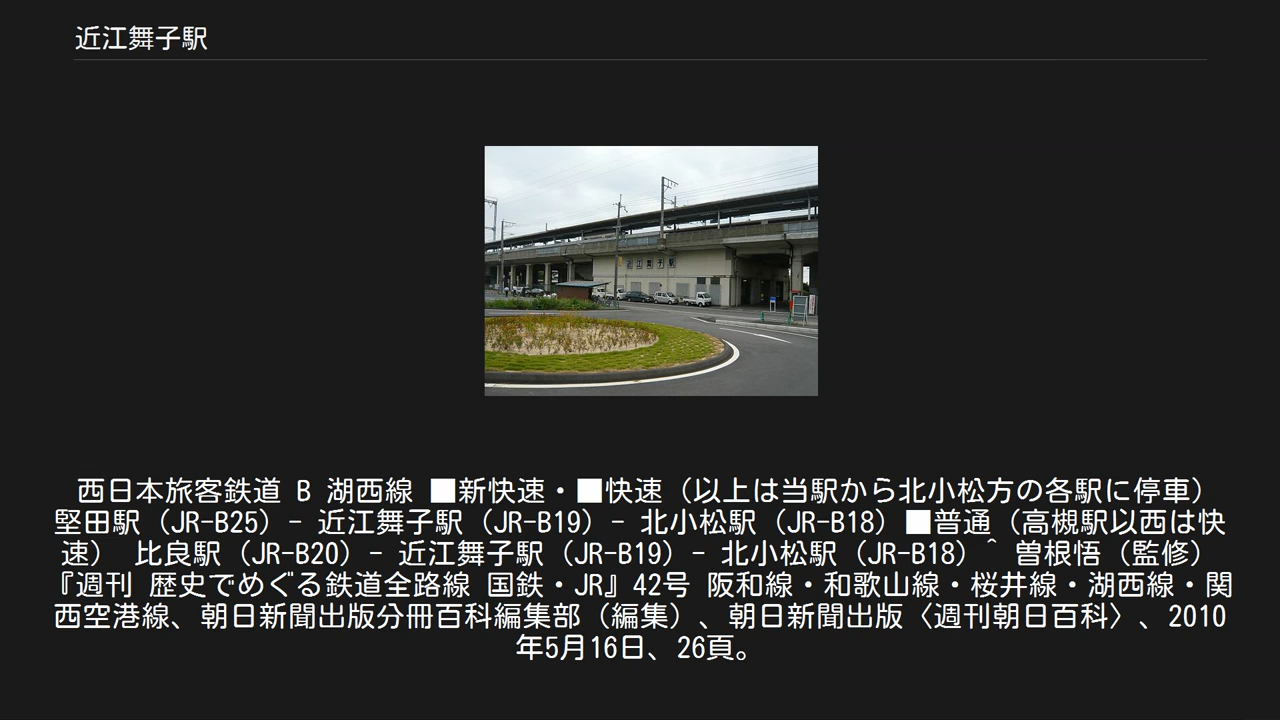 近江舞子駅
近江舞子駅
西日本旅客鉄道 B 湖西線 ■新快速・■快速（以上は当駅から北小松方の各駅に停車）
堅田駅（JR-B25）- 近江舞子駅（JR-B19）- 北小松駅（JR-B18）■普通（高槻駅以西は快
速） 比良駅（JR-B20）- 近江舞子駅（JR-B19）- 北小松駅（JR-B18）^ 曽根悟（監修）
『週刊 歴史でめぐる鉄道全路線 国鉄・JR』42号 阪和線・和歌山線・桜井線・湖西線・関
西空港線、朝日新聞出版分冊百科編集部（編集）、朝日新聞出版〈週刊朝日百科〉、2010
年5月16日、26頁。